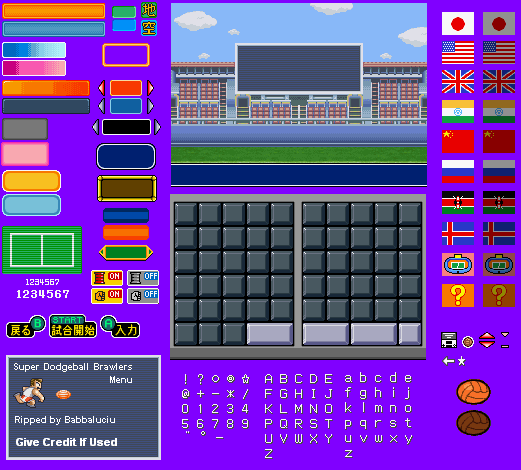 地
空
ON
OFF
ON
OFF
1234567
1234567
B
戻る
START
試合開始
A
入力
Super Dodgeball Brawlers
Menu
Ripped by Babbaluciu
Give Credit If Used
! ? ○ ◎ ☆
@ + − × /
0 1 2 3 4
5 6 7 8 9
゛ ° ー
A B C D E
F G H I J
K L M N O
P Q R S T
U V W X Y
Z
a b c d e
f g h i j
k l m n o
p q r s t
u v w x y
z
?
?
←★